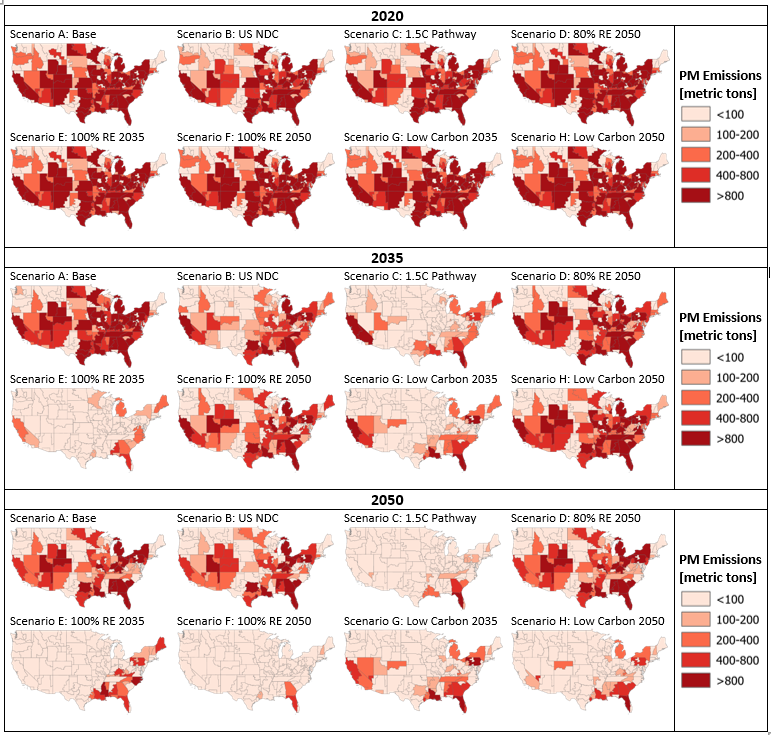 2020
Scenario A: Base
Scenario B: US NDC
Scenario C: 1.5C Pathway
Scenario D: 80% RE 2050
Scenario E: 100% RE 2035
Scenario F: 100% RE 2050
Scenario G: Low Carbon 2035
Scenario H: Low Carbon 2050
PM Emissions
[metric tons]
<100
100-200
200-400
400-800
>800
2035
Scenario A: Base
Scenario B: US NDC
Scenario C: 1.5C Pathway
Scenario D: 80% RE 2050
Scenario E: 100% RE 2035
Scenario F: 100% RE 2050
Scenario G: Low Carbon 2035
Scenario H: Low Carbon 2050
PM Emissions
[metric tons]
<100
100-200
200-400
400-800
>800
2050
Scenario A: Base
Scenario B: US NDC
Scenario C: 1.5C Pathway
Scenario D: 80% RE 2050
Scenario E: 100% RE 2035
Scenario F: 100% RE 2050
Scenario G: Low Carbon 2035
Scenario H: Low Carbon 2050
PM Emissions
[metric tons]
<100
100-200
200-400
400-800
>800